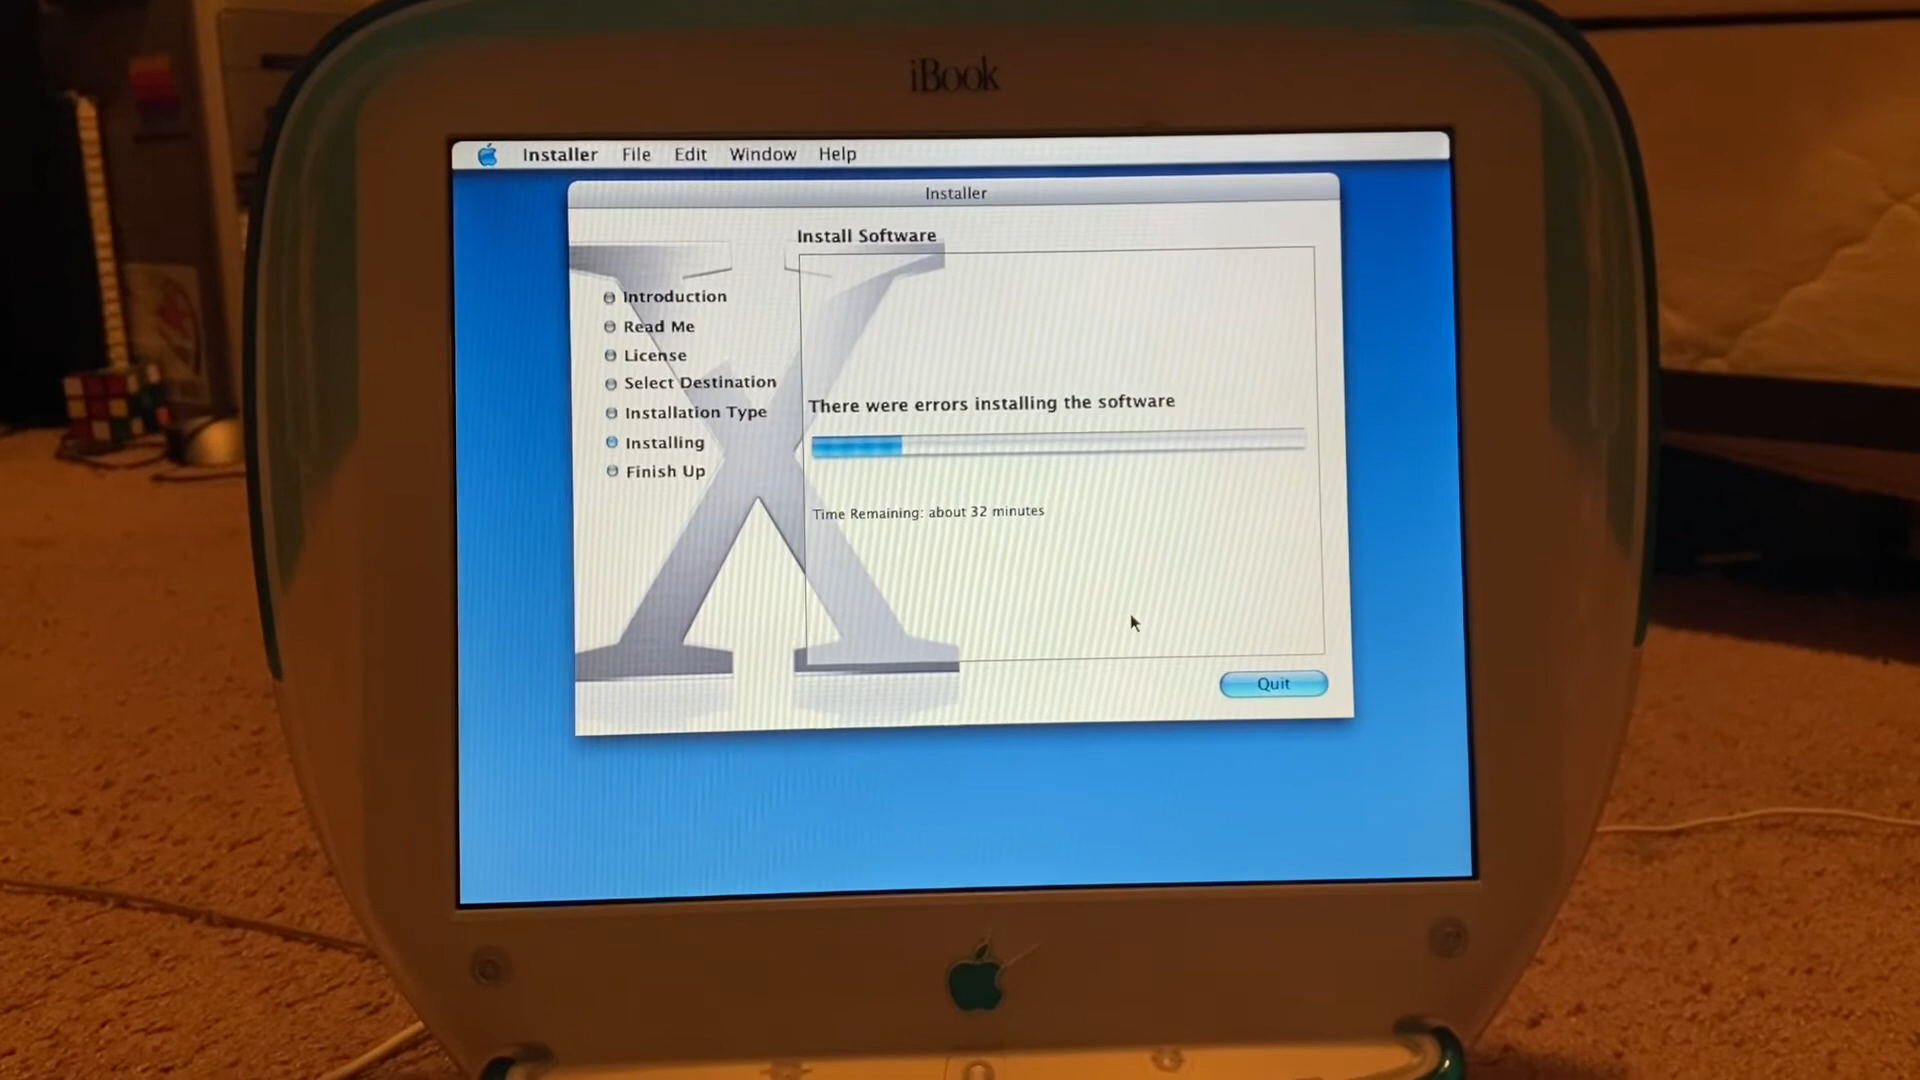 iBook
Installer File Edit Window Help
Installer
Install Software
Introduction
Read Me
License
Select Destination
Installation Type
Installing
Finish Up
There were errors installing the software
Time Remaining: about 32 minutes
Quit